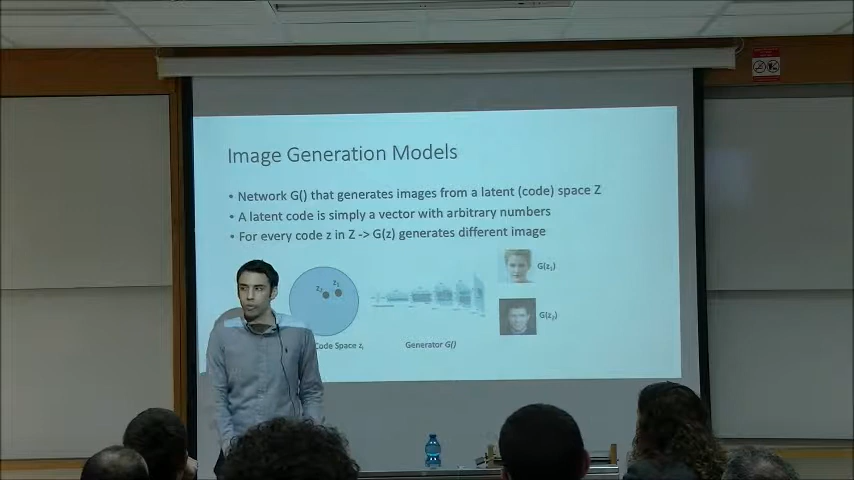 Image Generation Models
• Network G() that generates images from a latent (code) space Z
• A latent code is simply a vector with arbitrary numbers
• For every code z in Z -> G(z) generates different image
G(z₁)
G(z₂)
Code Space z,
Generator G()